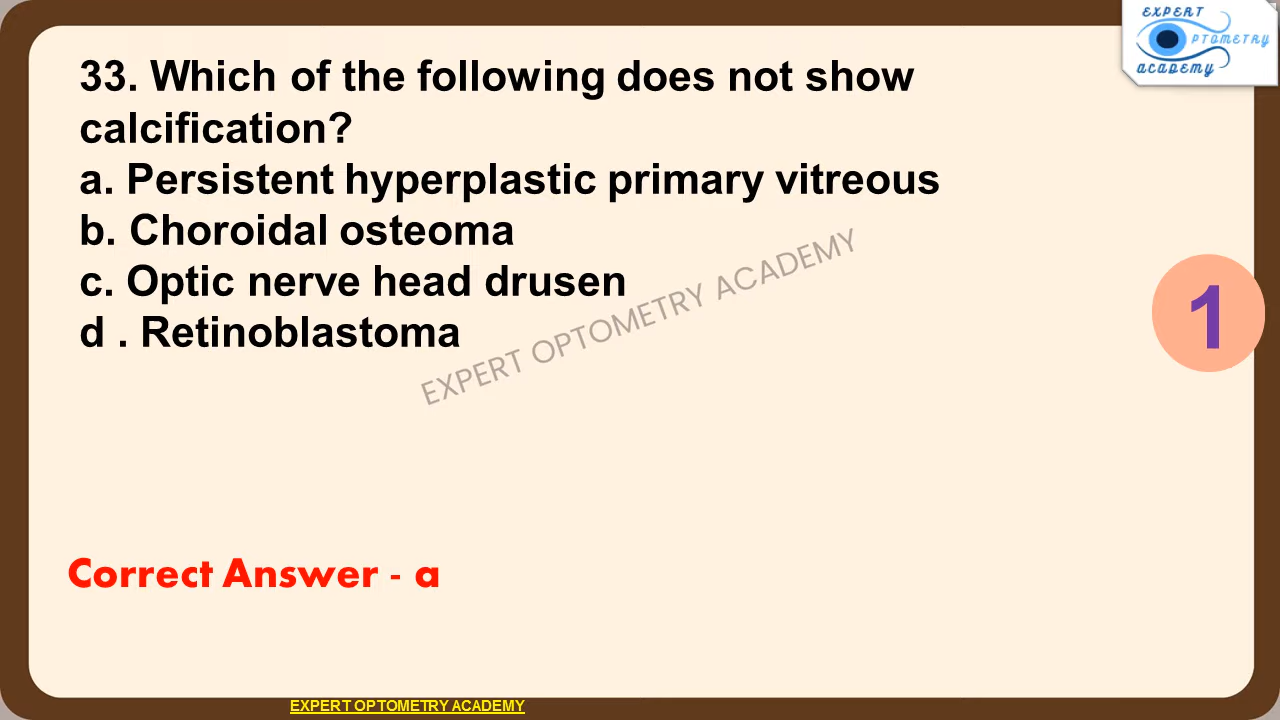 EXPERT
PTOMETRY
academy
33. Which of the following does not show
calcification?
a. Persistent hyperplastic primary vitreous
b. Choroidal osteoma
c. Optic nerve head drusen
d . Retinoblastoma
EXPERT OPTOMETRY ACADEMY
1
Correct Answer - a
EXPERT OPTOMETRY ACADEMY